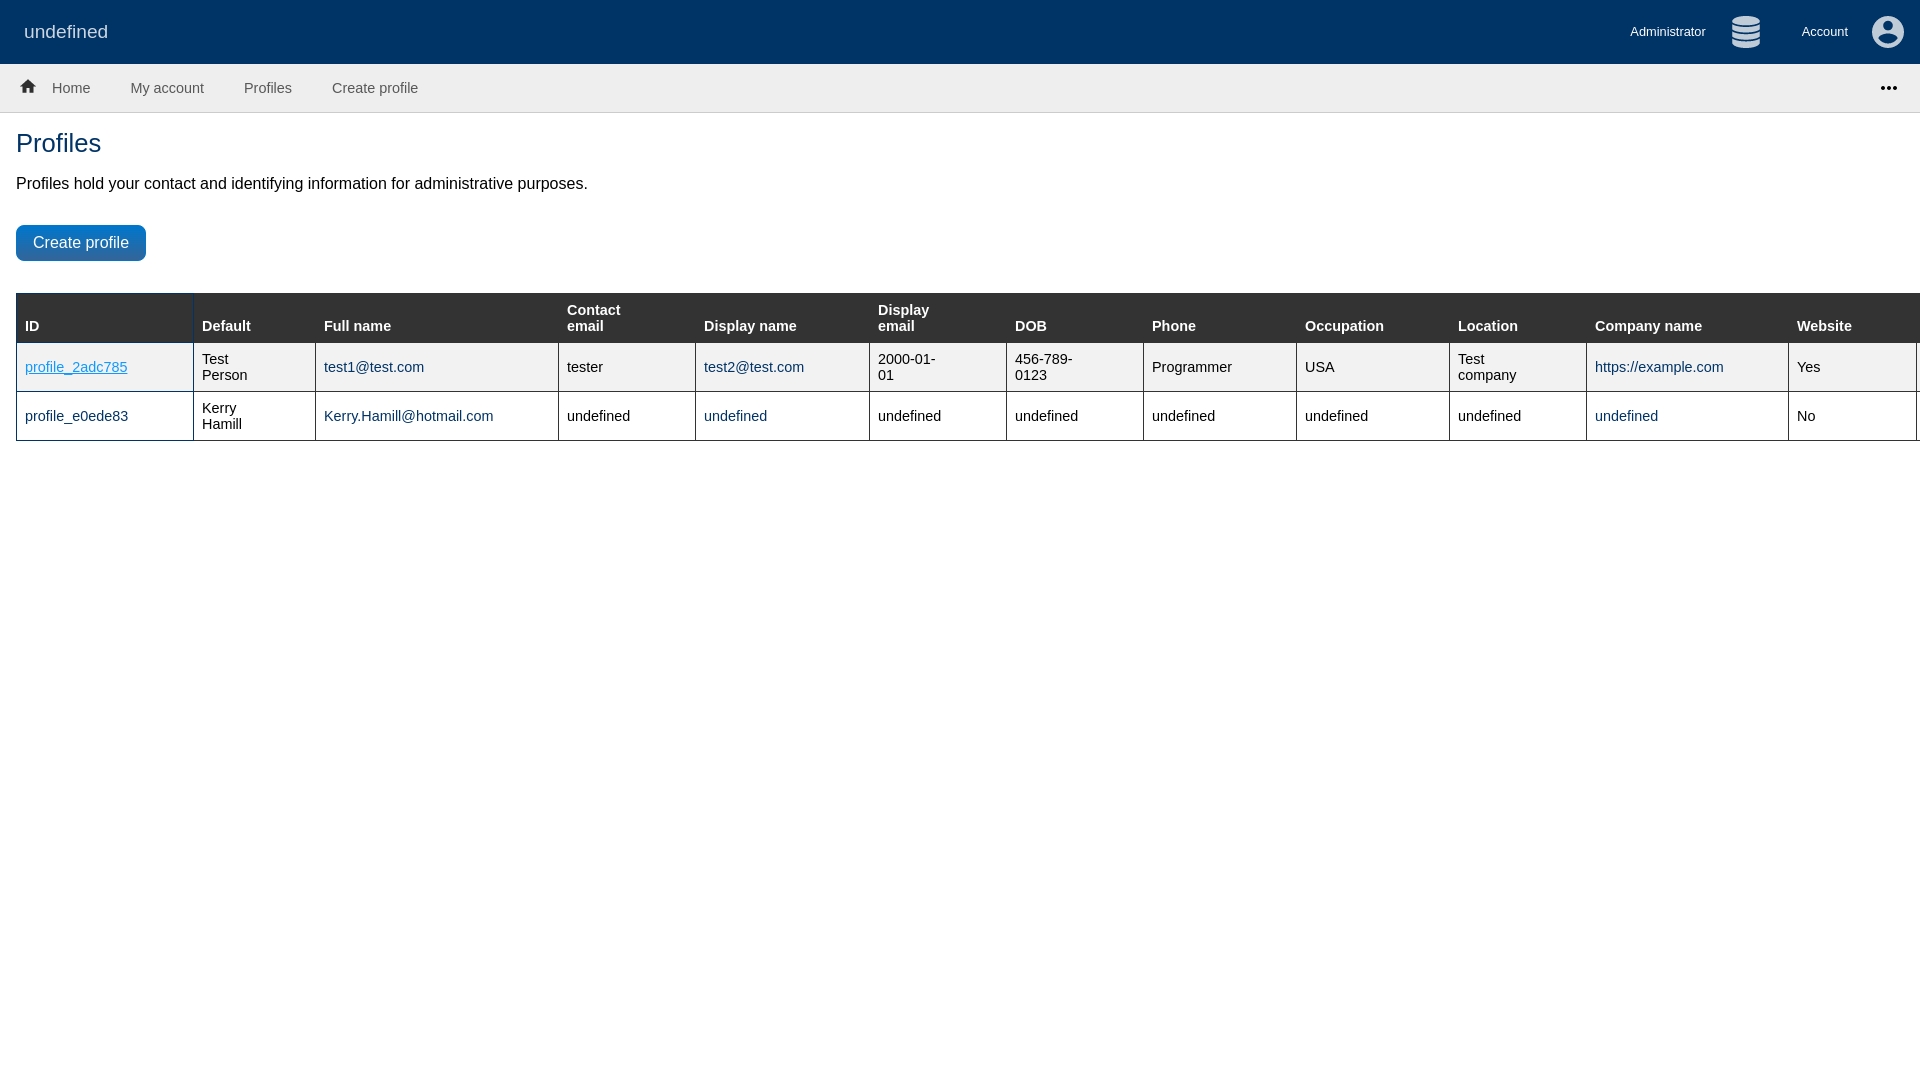 undefined
Administrator
Account
Home
My account
Profiles
Create profile
Profiles
Profiles hold your contact and identifying information for administrative purposes.
Create profile
ID
Default
Full name
Contact
email
Display name
Display
email
DOB
Phone
Occupation
Location
Company name
Website
profile_2adc785
Test
Person
test1@test.com
tester
test2@test.com
2000-01-
01
456-789-
0123
Programmer
USA
Test
company
https://example.com
Yes
profile_e0ede83
Kerry
Hamill
Kerry.Hamill@hotmail.com
undefined
undefined
undefined
undefined
undefined
undefined
undefined
undefined
No